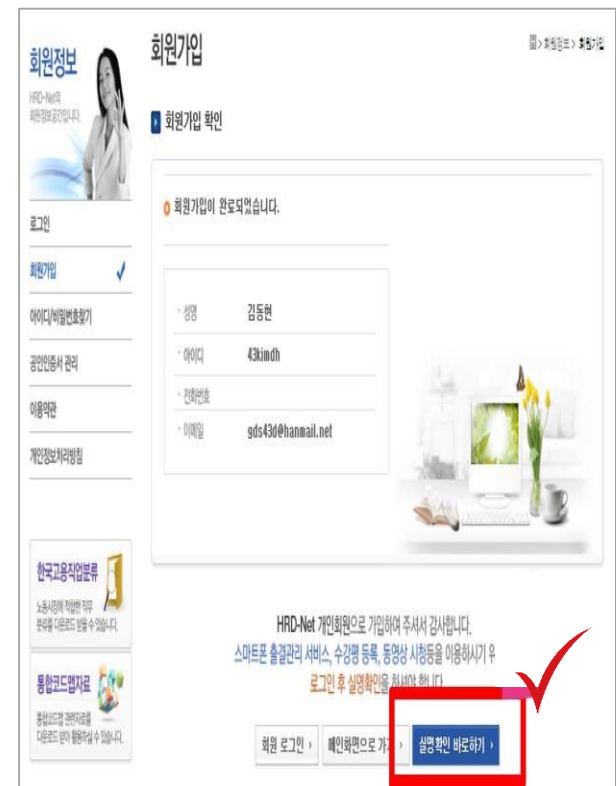 회원정보
HRD-Net의
회원정보공간입니다.
로그인
회원가입
아이디/비밀번호찾기
공인인증서 관리
이용약관
개인정보처리방침
한국고용직업분류
노동시장에 적합한 직무
분류를 다운로드 받을 수 있습니다.
통합코드맵자료
통합코드맵 관련자료를
다운로드 받아 활용하실 수 있습니다.
회원가입
> 회원정보 > 회원가입
회원가입 확인
회원가입이 완료되었습니다.
· 성명 김동현
· 아이디 43kimdh
· 전화번호
· 이메일 gds43d@hanmail.net
HRD-Net 개인회원으로 가입하여 주셔서 감사합니다.
스마트폰 출결관리 서비스, 수강평 등록, 동영상 시청등을 이용하시기 위
로그인 후 실명확인을 하셔야 합니다
회원 로그인 ›
메인화면으로 가기 ›
실명확인 바로하기 ›